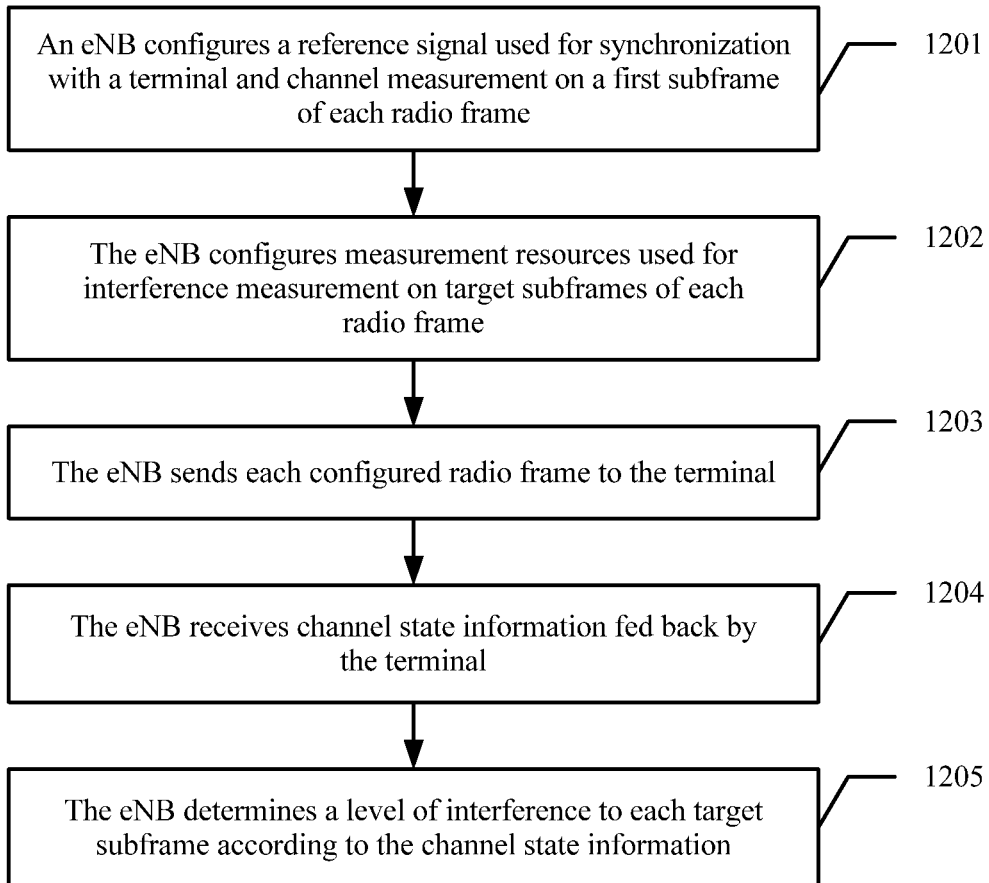 An eNB configures a reference signal used for synchronization
with a terminal and channel measurement on a first subframe
of each radio frame
1201
The eNB configures measurement resources used for
interference measurement on target subframes of each
radio frame
1202
The eNB sends each configured radio frame to the terminal
1203
The eNB receives channel state information fed back by
the terminal
1204
The eNB determines a level of interference to each target
subframe according to the channel state information
1205